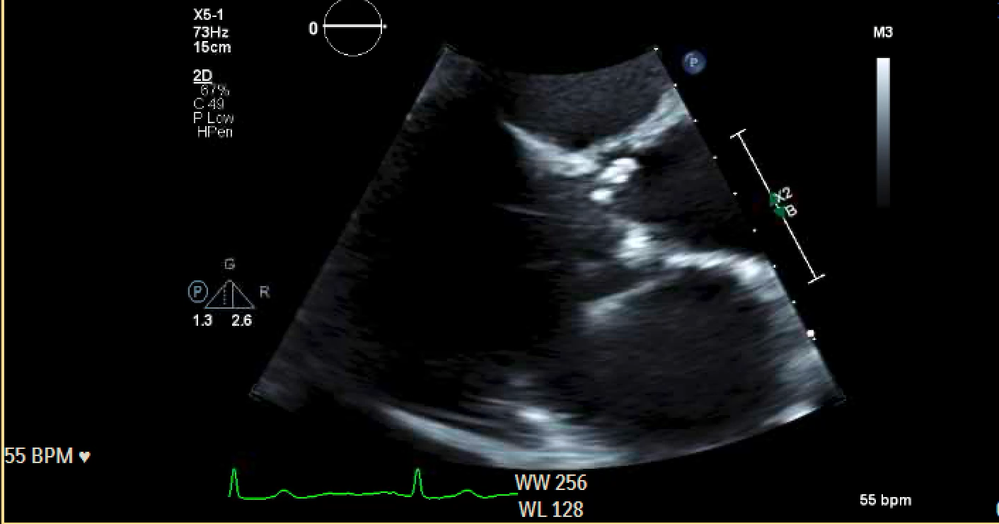 X5-1
73Hz
15cm
0
M3
P
2D
67%
C 49
P Low
HPen
X2
B
G
P
R
1.3 2.6
55 BPM ♥
WW 256
WL 128
55 bpm